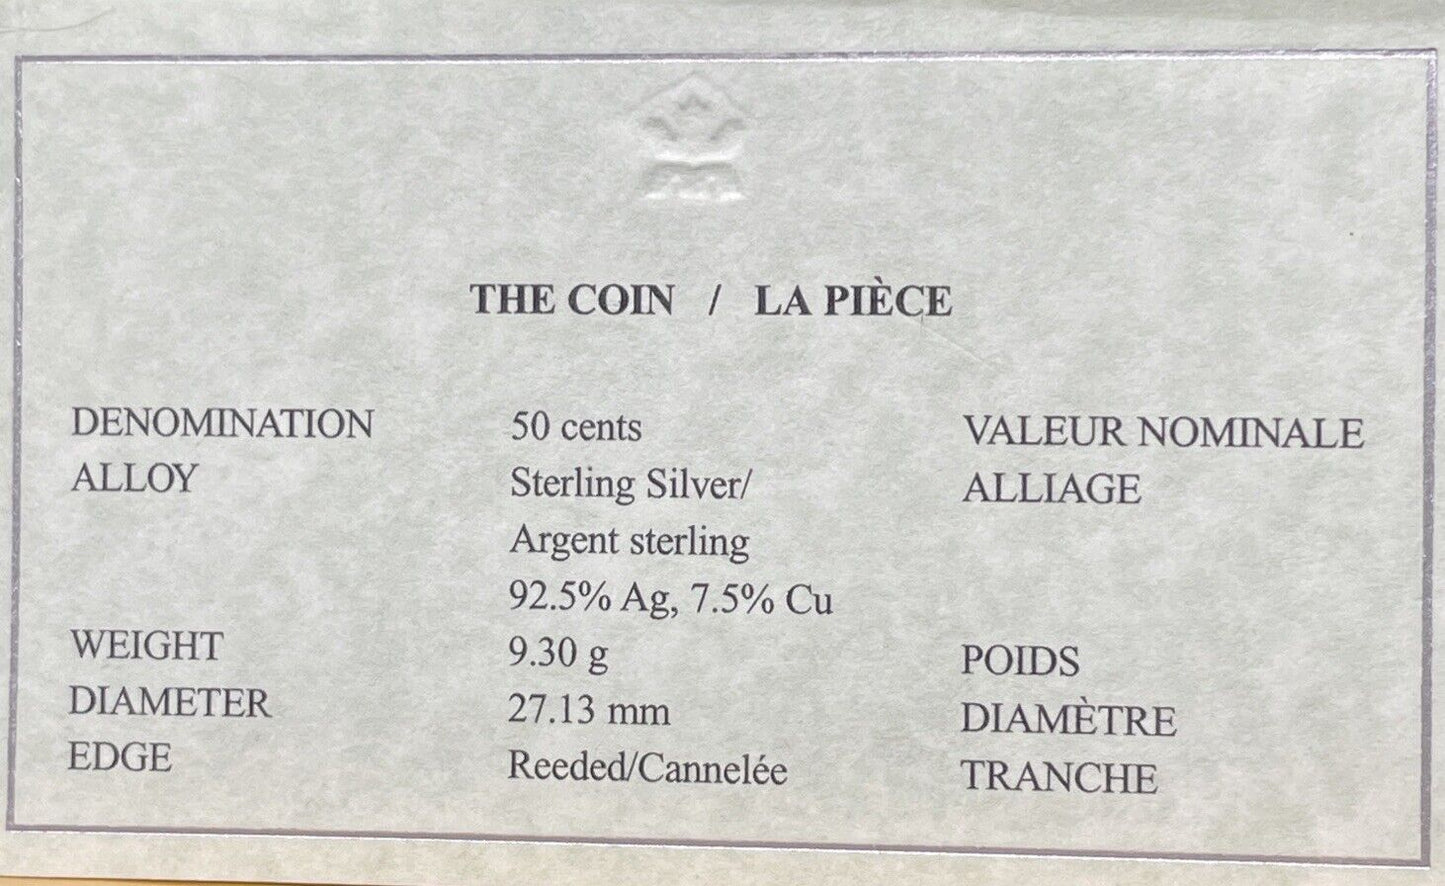 THE COIN / LA PIÈCE
DENOMINATION 50 cents VALEUR NOMINALE
ALLOY Sterling Silver/ ALLIAGE
Argent sterling
92.5% Ag, 7.5% Cu
WEIGHT 9.30 g POIDS
DIAMETER 27.13 mm DIAMÈTRE
EDGE Reeded/Cannelée TRANCHE